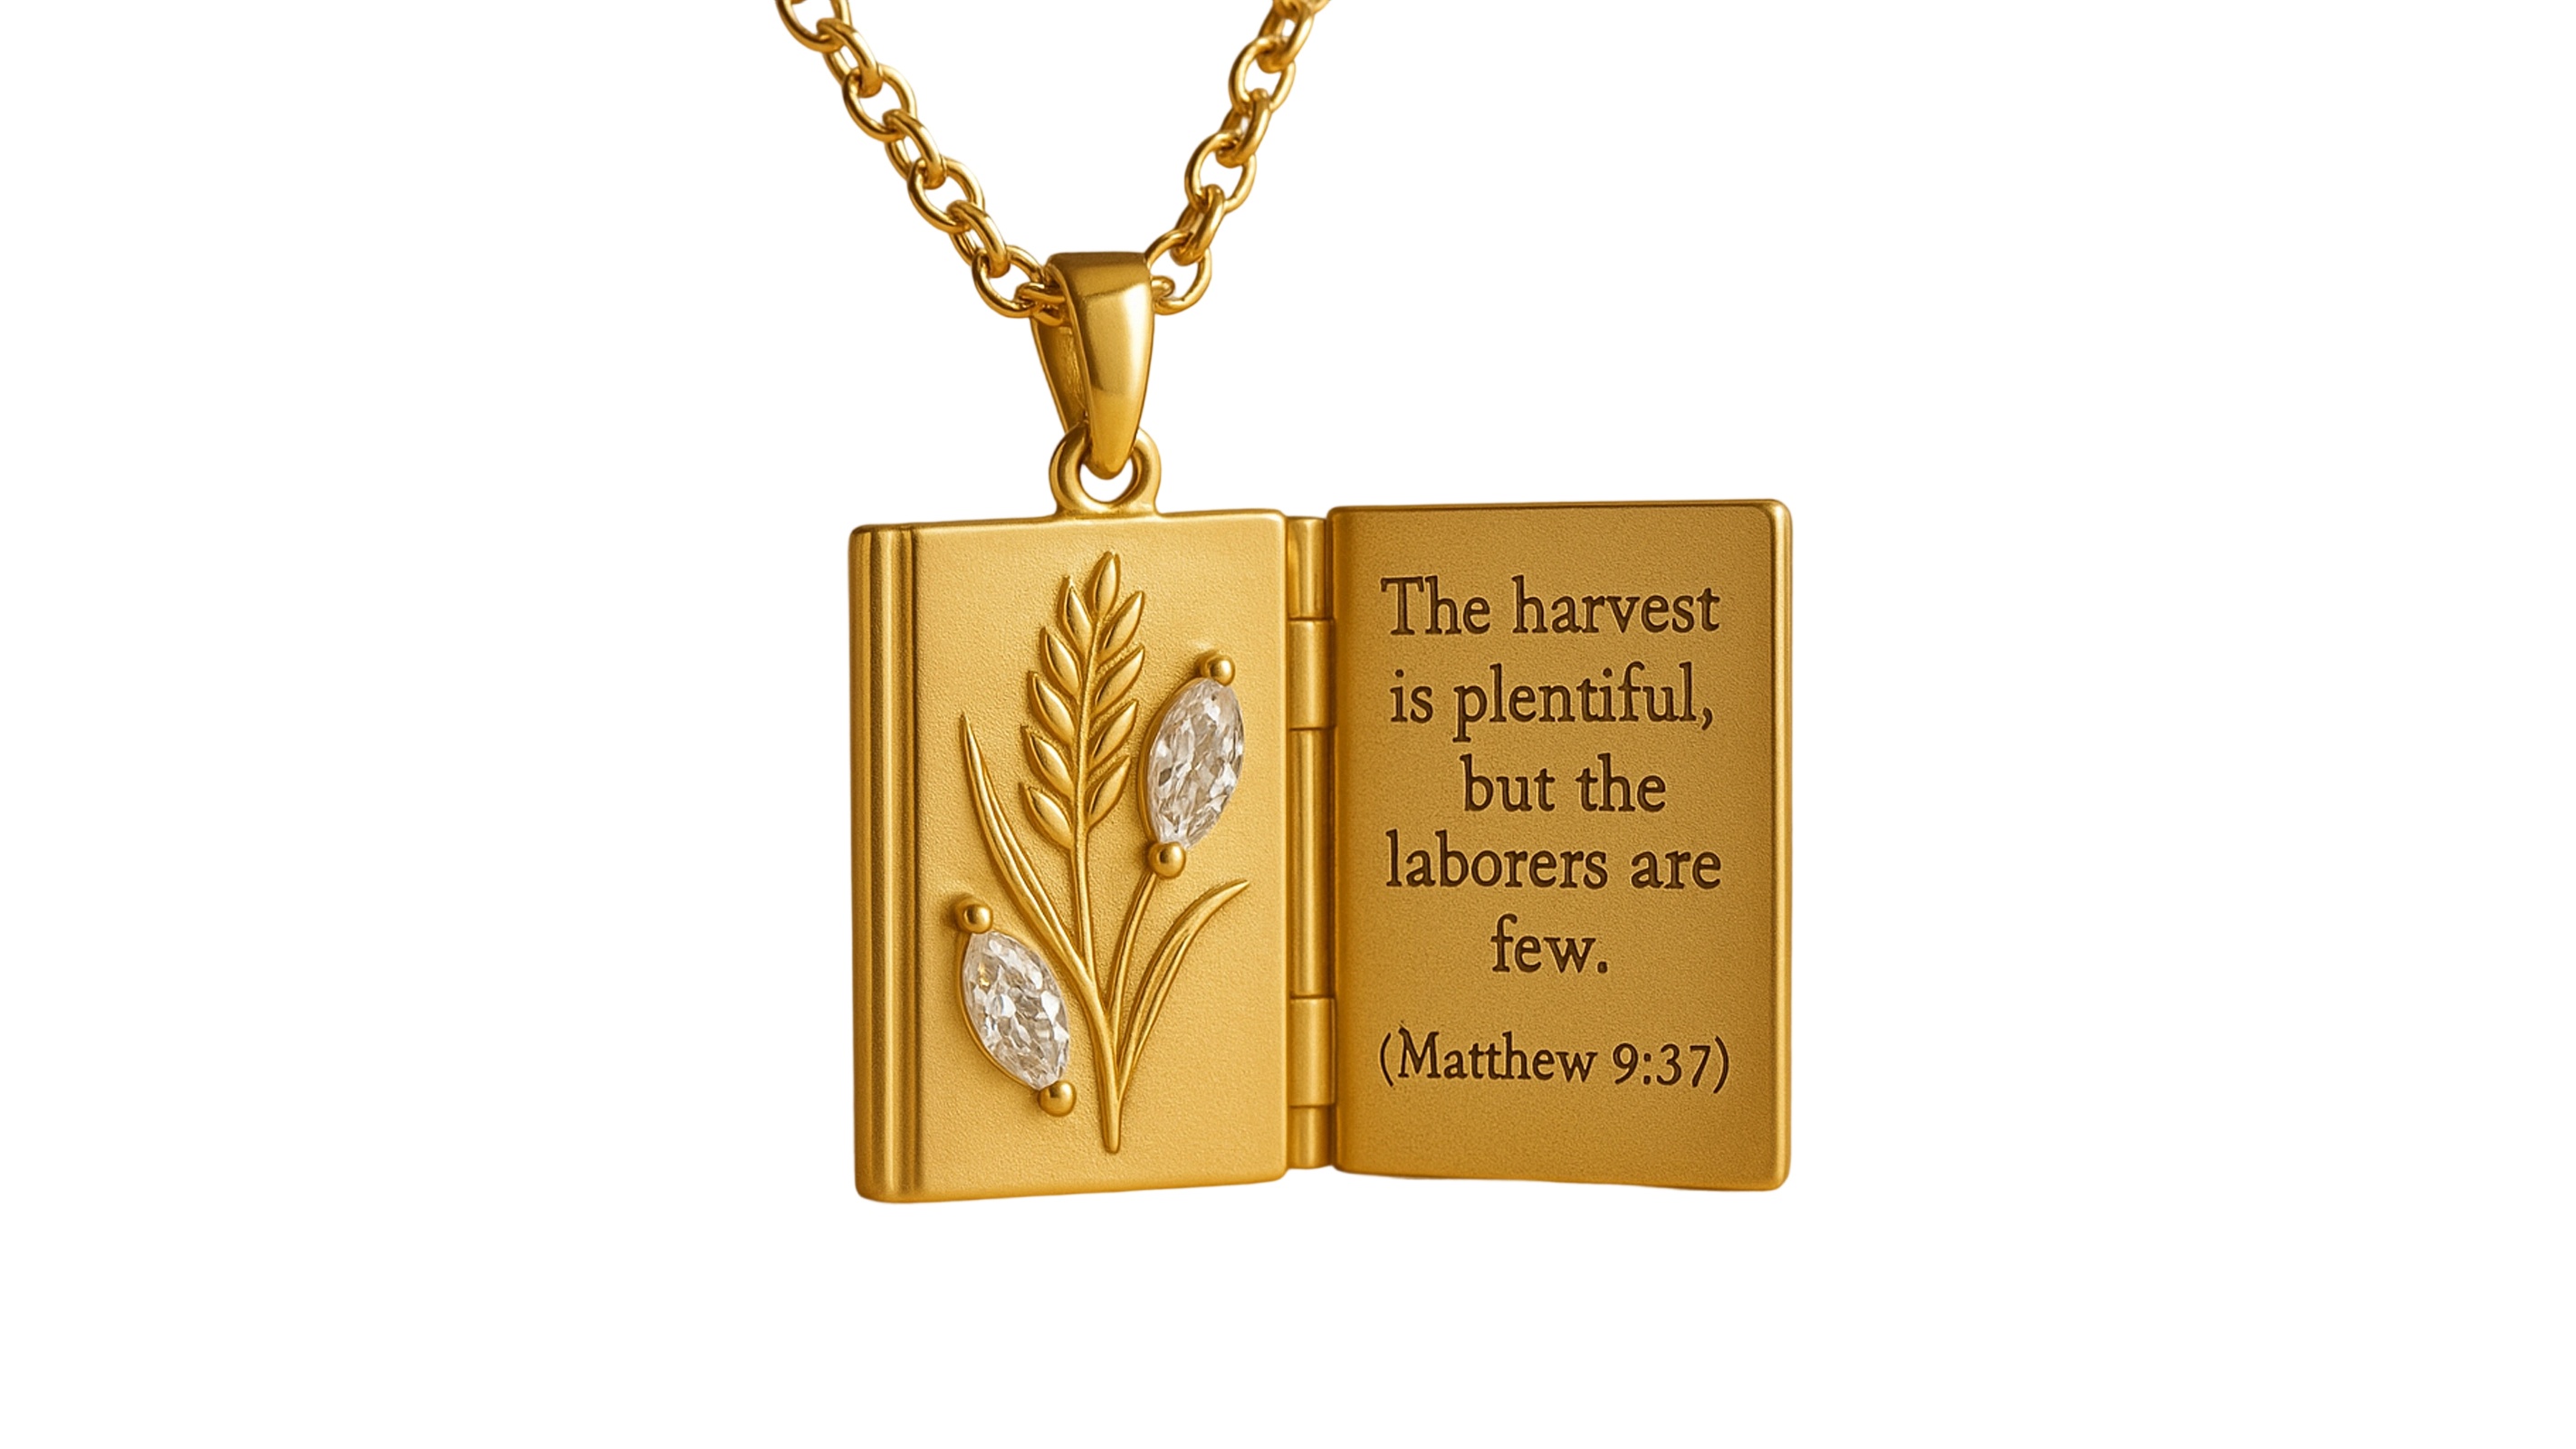 The harvest
is plentiful,
but the
laborers are
few.
(Matthew 9:37)